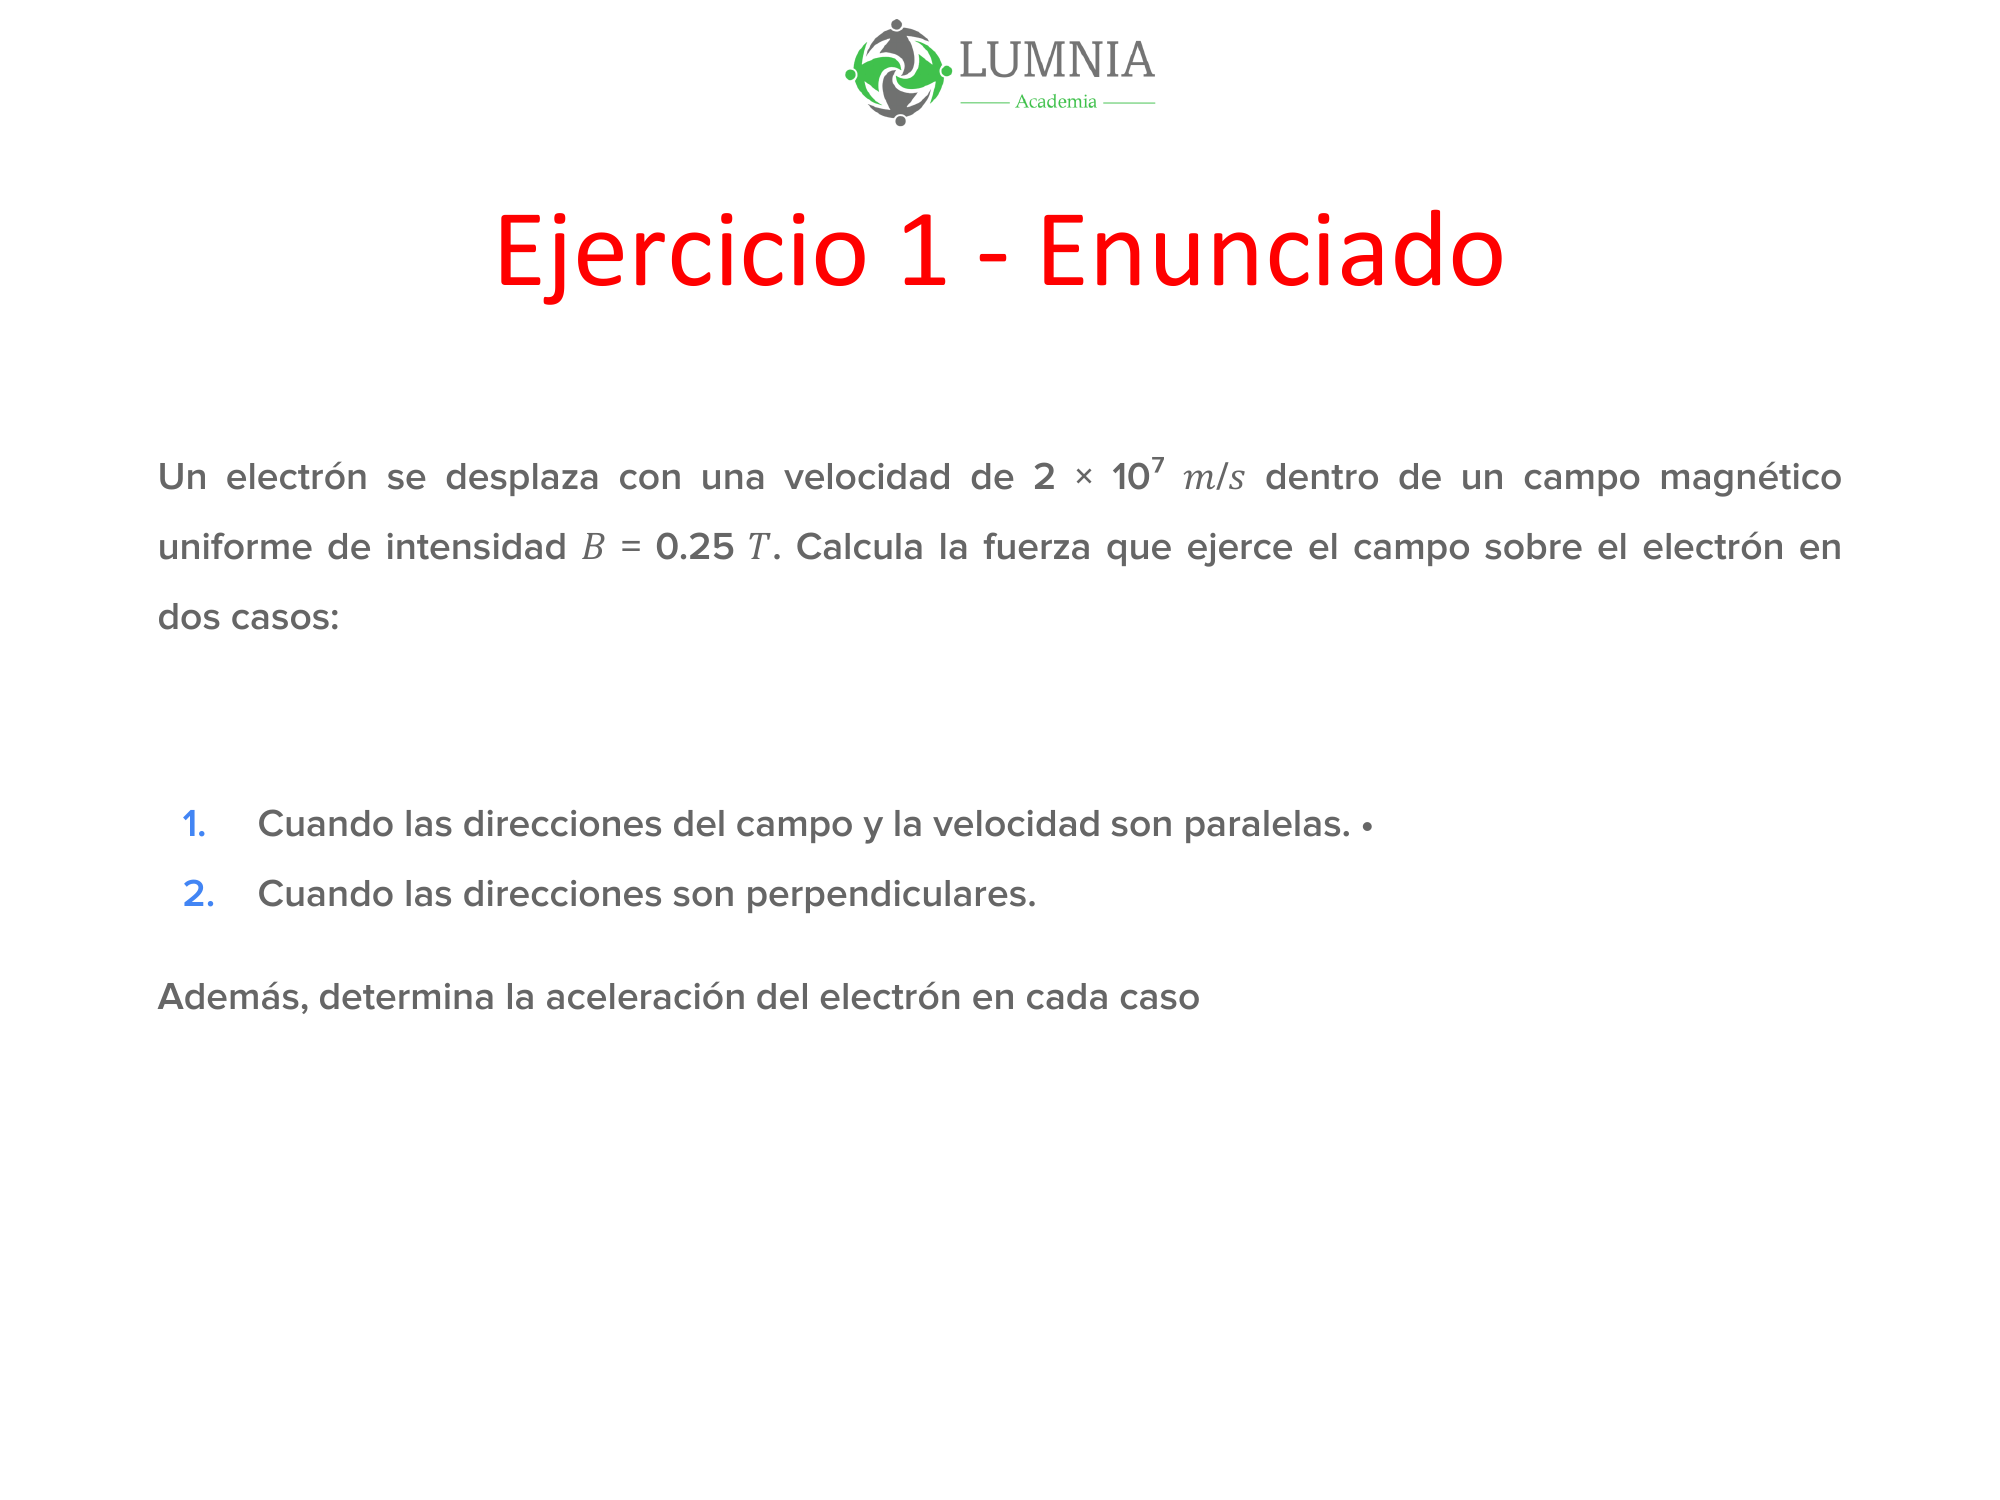 LUMNIA
Academia
Ejercicio 1 - Enunciado
Un electrón se desplaza con una velocidad de 2 × 10⁷ m/s dentro de un campo magnético
uniforme de intensidad B = 0.25 T. Calcula la fuerza que ejerce el campo sobre el electrón en
dos casos:
1. Cuando las direcciones del campo y la velocidad son paralelas. •
2. Cuando las direcciones son perpendiculares.
Además, determina la aceleración del electrón en cada caso